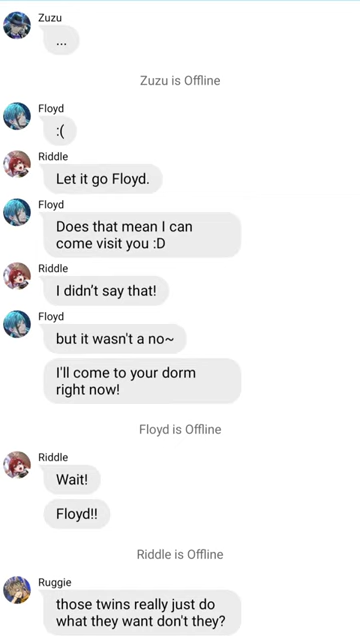 Zuzu
...
Zuzu is Offline
Floyd
:(
Riddle
Let it go Floyd.
Floyd
Does that mean I can
come visit you :D
Riddle
I didn’t say that!
Floyd
but it wasn't a no~
I'll come to your dorm
right now!
Floyd is Offline
Riddle
Wait!
Floyd!!
Riddle is Offline
Ruggie
those twins really just do
what they want don't they?